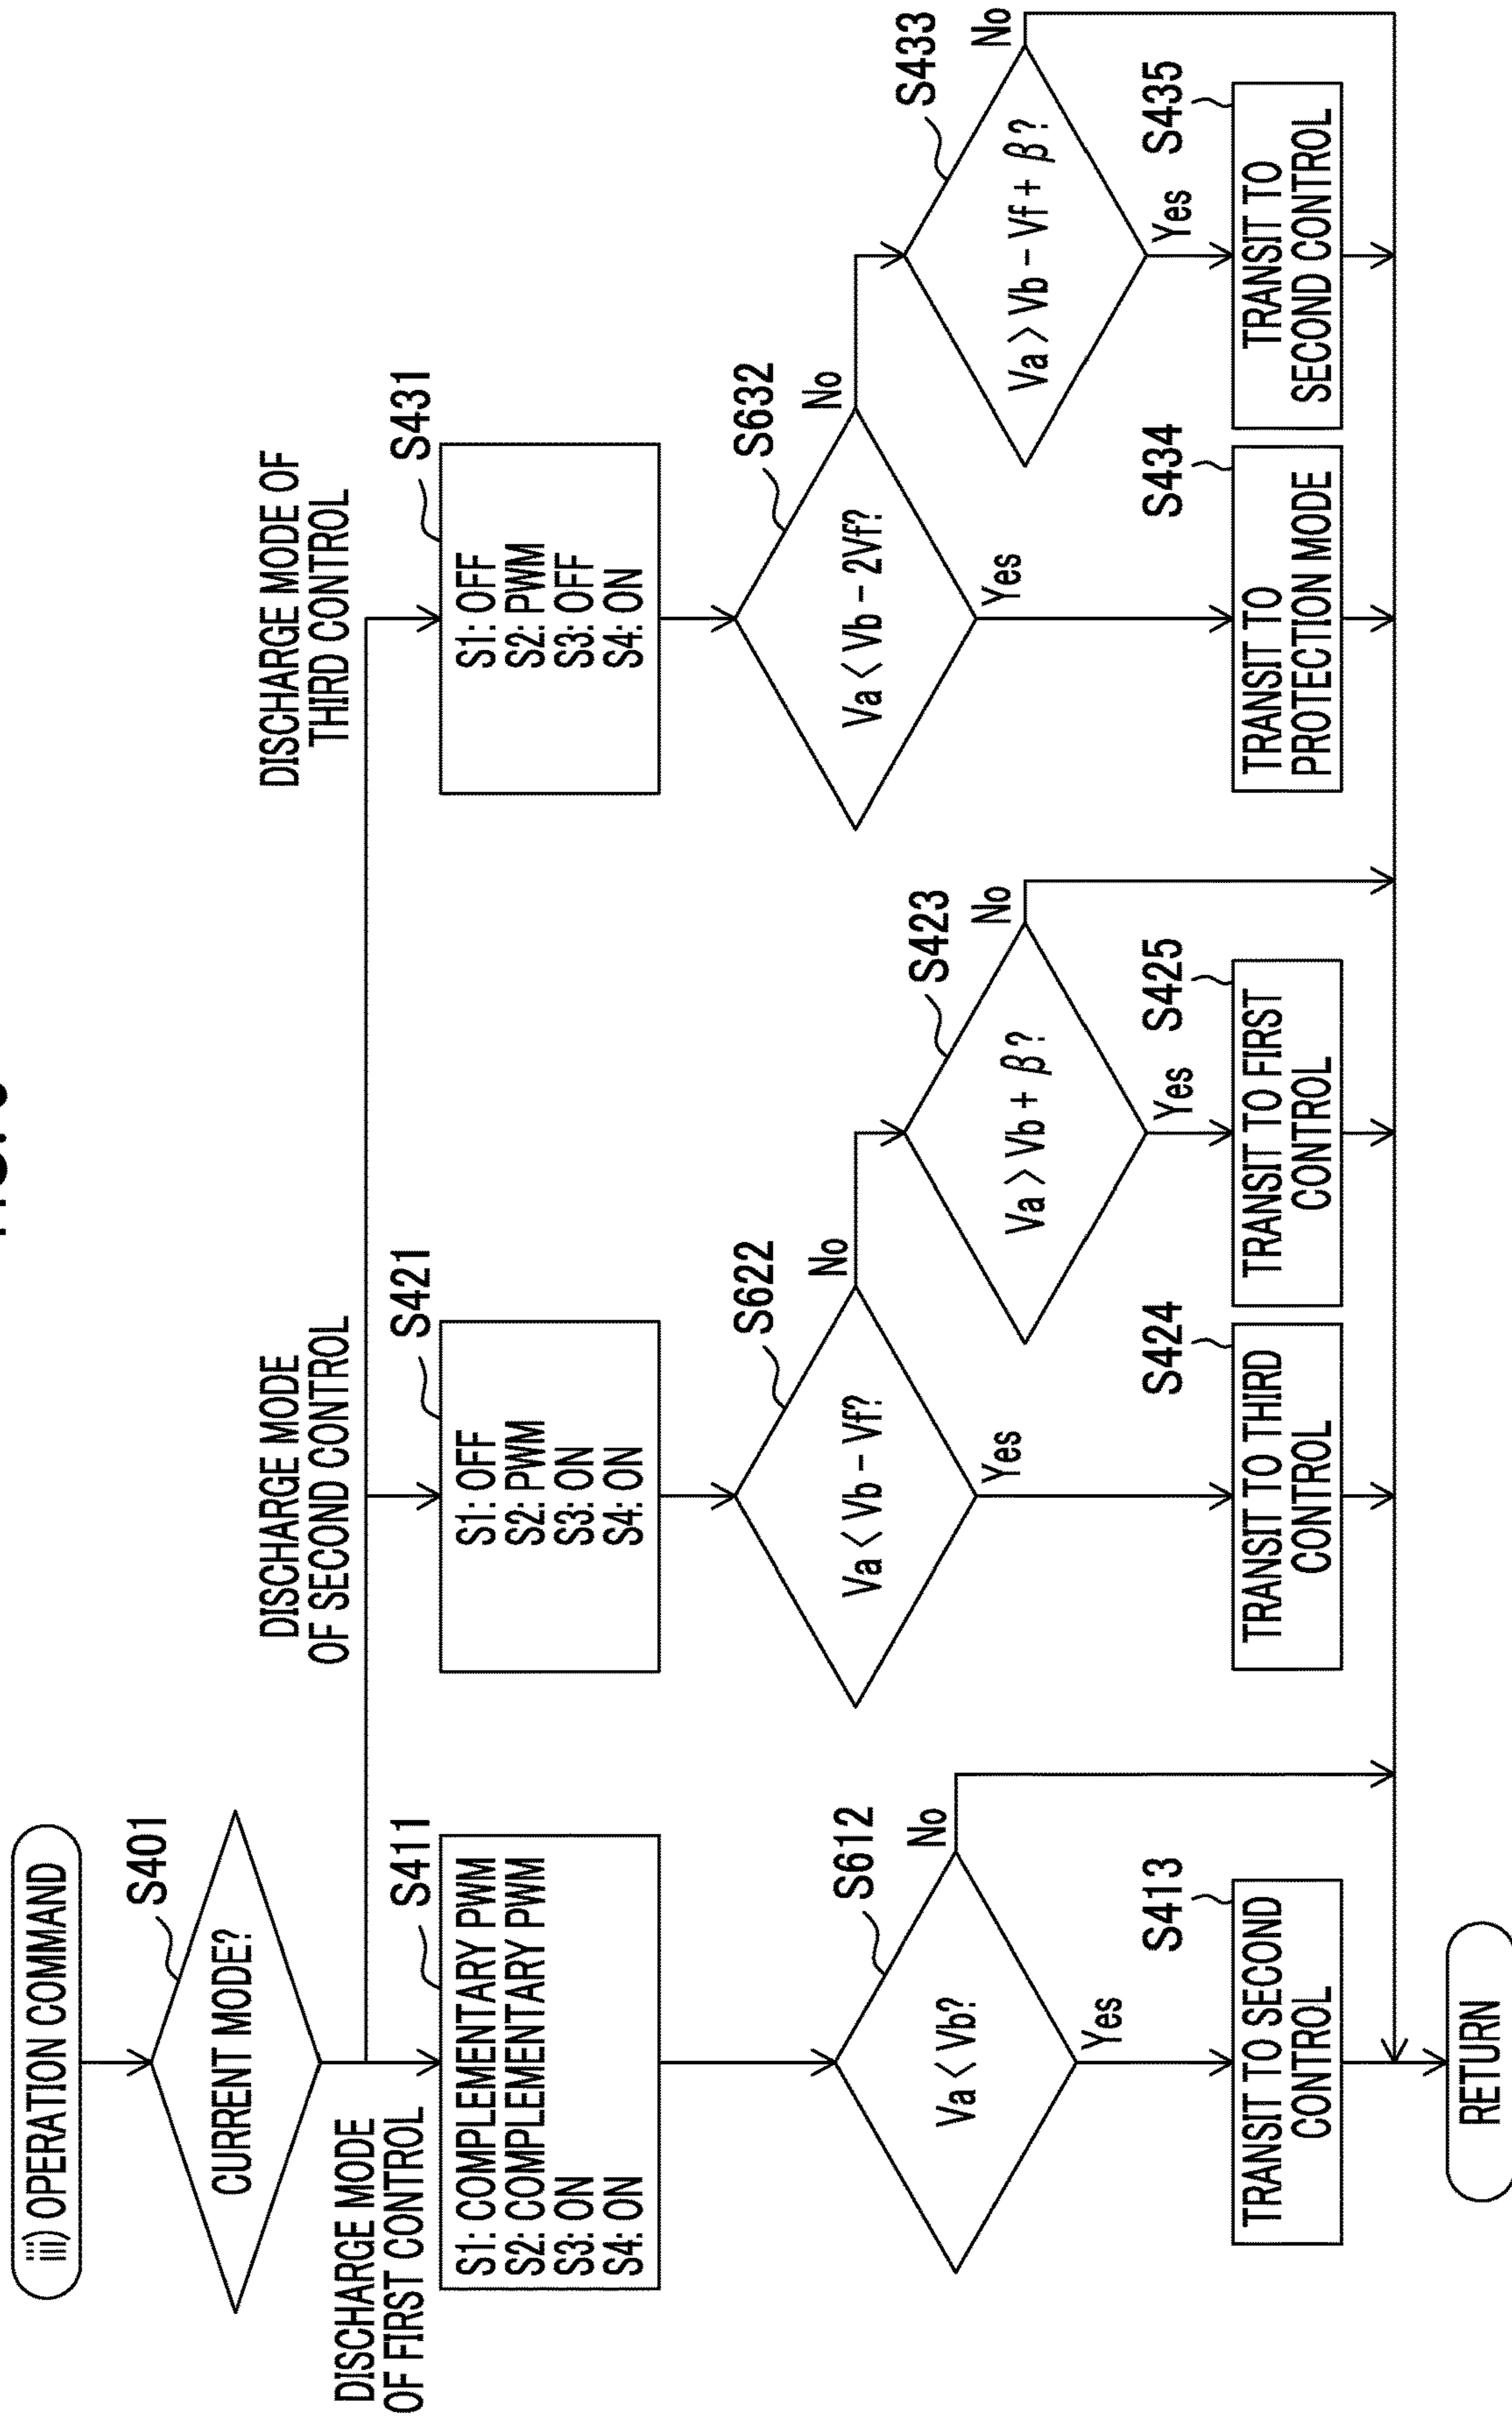 iii) OPERATION COMMAND
S401
CURRENT MODE?
DISCHARGE MODE
OF FIRST CONTROL
S411
S1: COMPLEMENTARY PWM
S2: COMPLEMENTARY PWM
S3: ON
S4: ON
S612
Va < Vb?
No
Yes
S413
TRANSIT TO SECOND
CONTROL
RETURN
DISCHARGE MODE
OF SECOND CONTROL
S421
S1: OFF
S2: PWM
S3: ON
S4: ON
S622
Va < Vb - Vf?
No
Yes
S423
Va > Vb + β?
No
Yes
S424
TRANSIT TO THIRD
CONTROL
S425
TRANSIT TO FIRST
CONTROL
DISCHARGE MODE OF
THIRD CONTROL
S431
S1: OFF
S2: PWM
S3: OFF
S4: ON
S632
Va < Vb - 2Vf?
No
Yes
S433
Va > Vb - Vf + β?
No
Yes
S434
TRANSIT TO
PROTECTION MODE
S435
TRANSIT TO
SECOND CONTROL